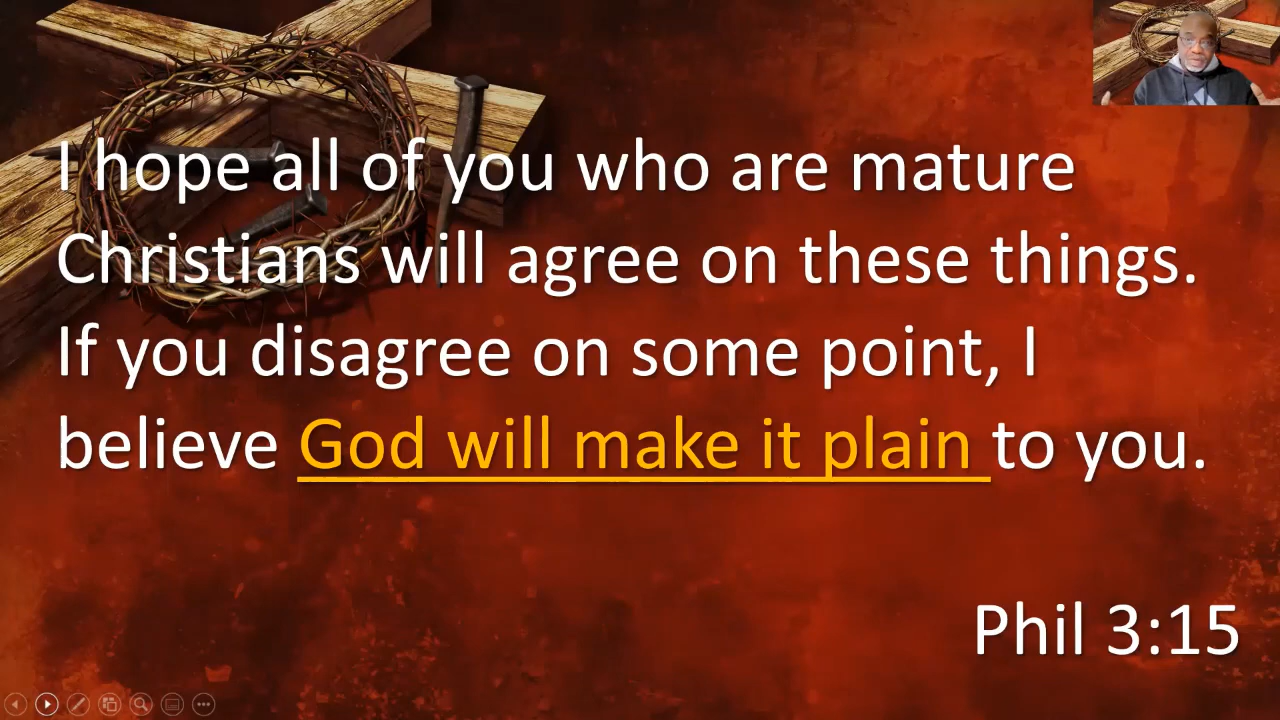 I hope all of you who are mature
Christians will agree on these things.
If you disagree on some point, I
believe God will make it plain to you.
Phil 3:15